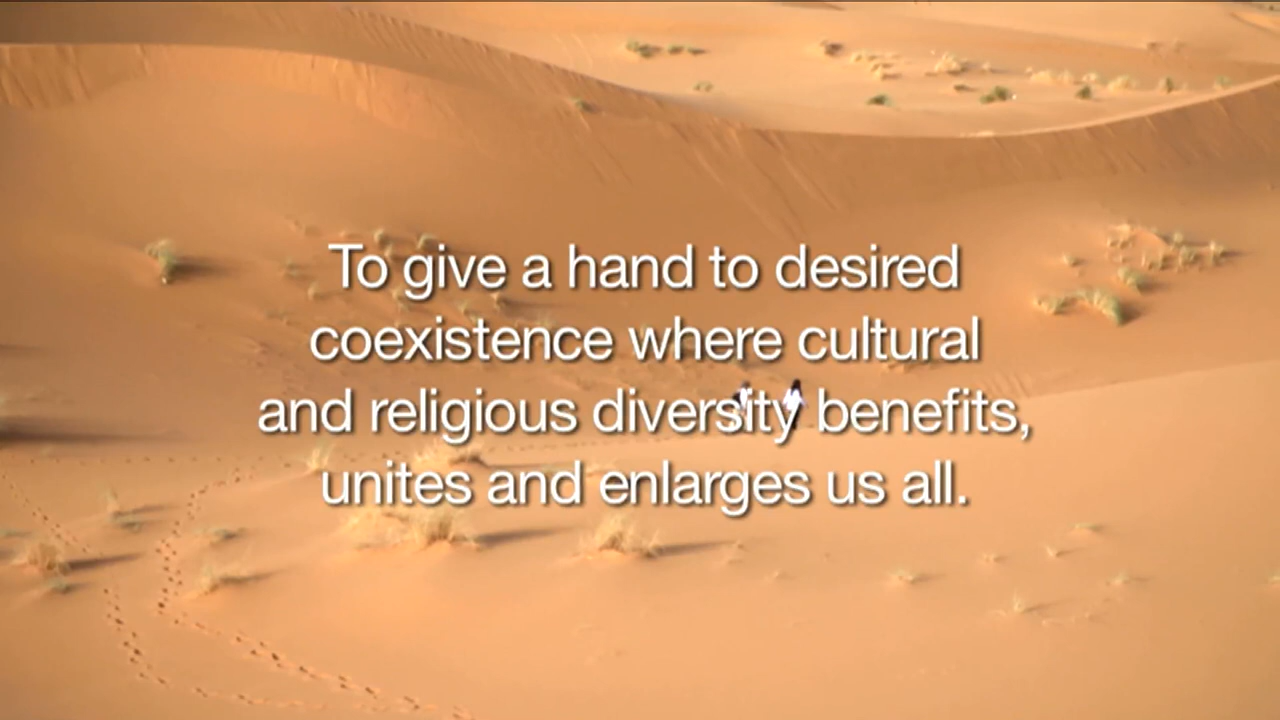 To give a hand to desired
coexistence where cultural
and religious diversity benefits,
unites and enlarges us all.